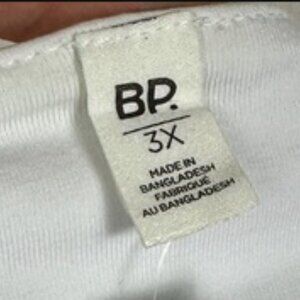 BP.
3X
MADE IN
BANGLADESH
FABRIQUÉ
AU BANGLADESH